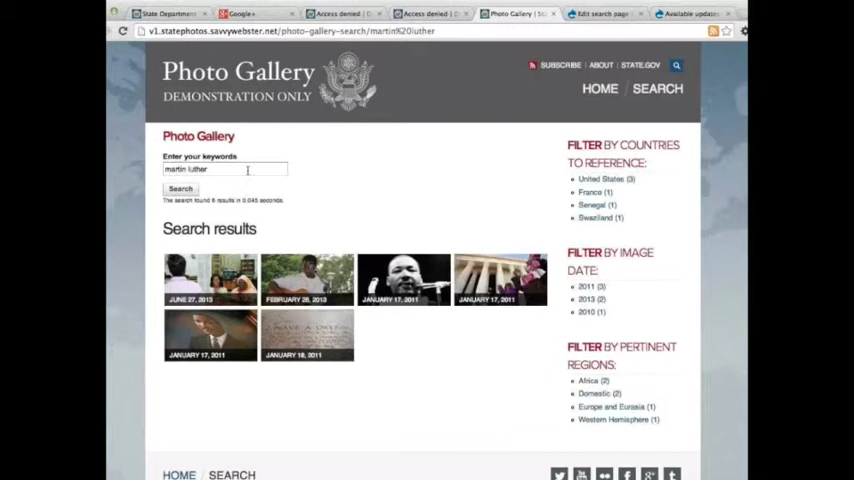 State Department
Google+
Access denied |
Access denied | D
Photo Gallery | St
Edit search page
Available update
v1.statephotos.savvywebster.net/photo-gallery-search/martin%20luther
Photo Gallery
DEMONSTRATION ONLY
SUBSCRIBE
ABOUT
STATE.GOV
HOME / SEARCH
Photo Gallery
Enter your keywords
martin luther
Search
The search found 6 results in 0.045 seconds.
Search results
JUNE 27, 2013
FEBRUARY 28, 2013
JANUARY 17, 2011
JANUARY 17, 2011
JANUARY 17, 2011
JANUARY 18, 2011
FILTER BY COUNTRIES
TO REFERENCE:
United States (3)
France (1)
Senegal (1)
Swaziland (1)
FILTER BY IMAGE
DATE:
2011 (3)
2013 (2)
2010 (1)
FILTER BY PERTINENT
REGIONS:
Africa (2)
Domestic (2)
Europe and Eurasia (1)
Western Hemisphere (1)
HOME / SEARCH